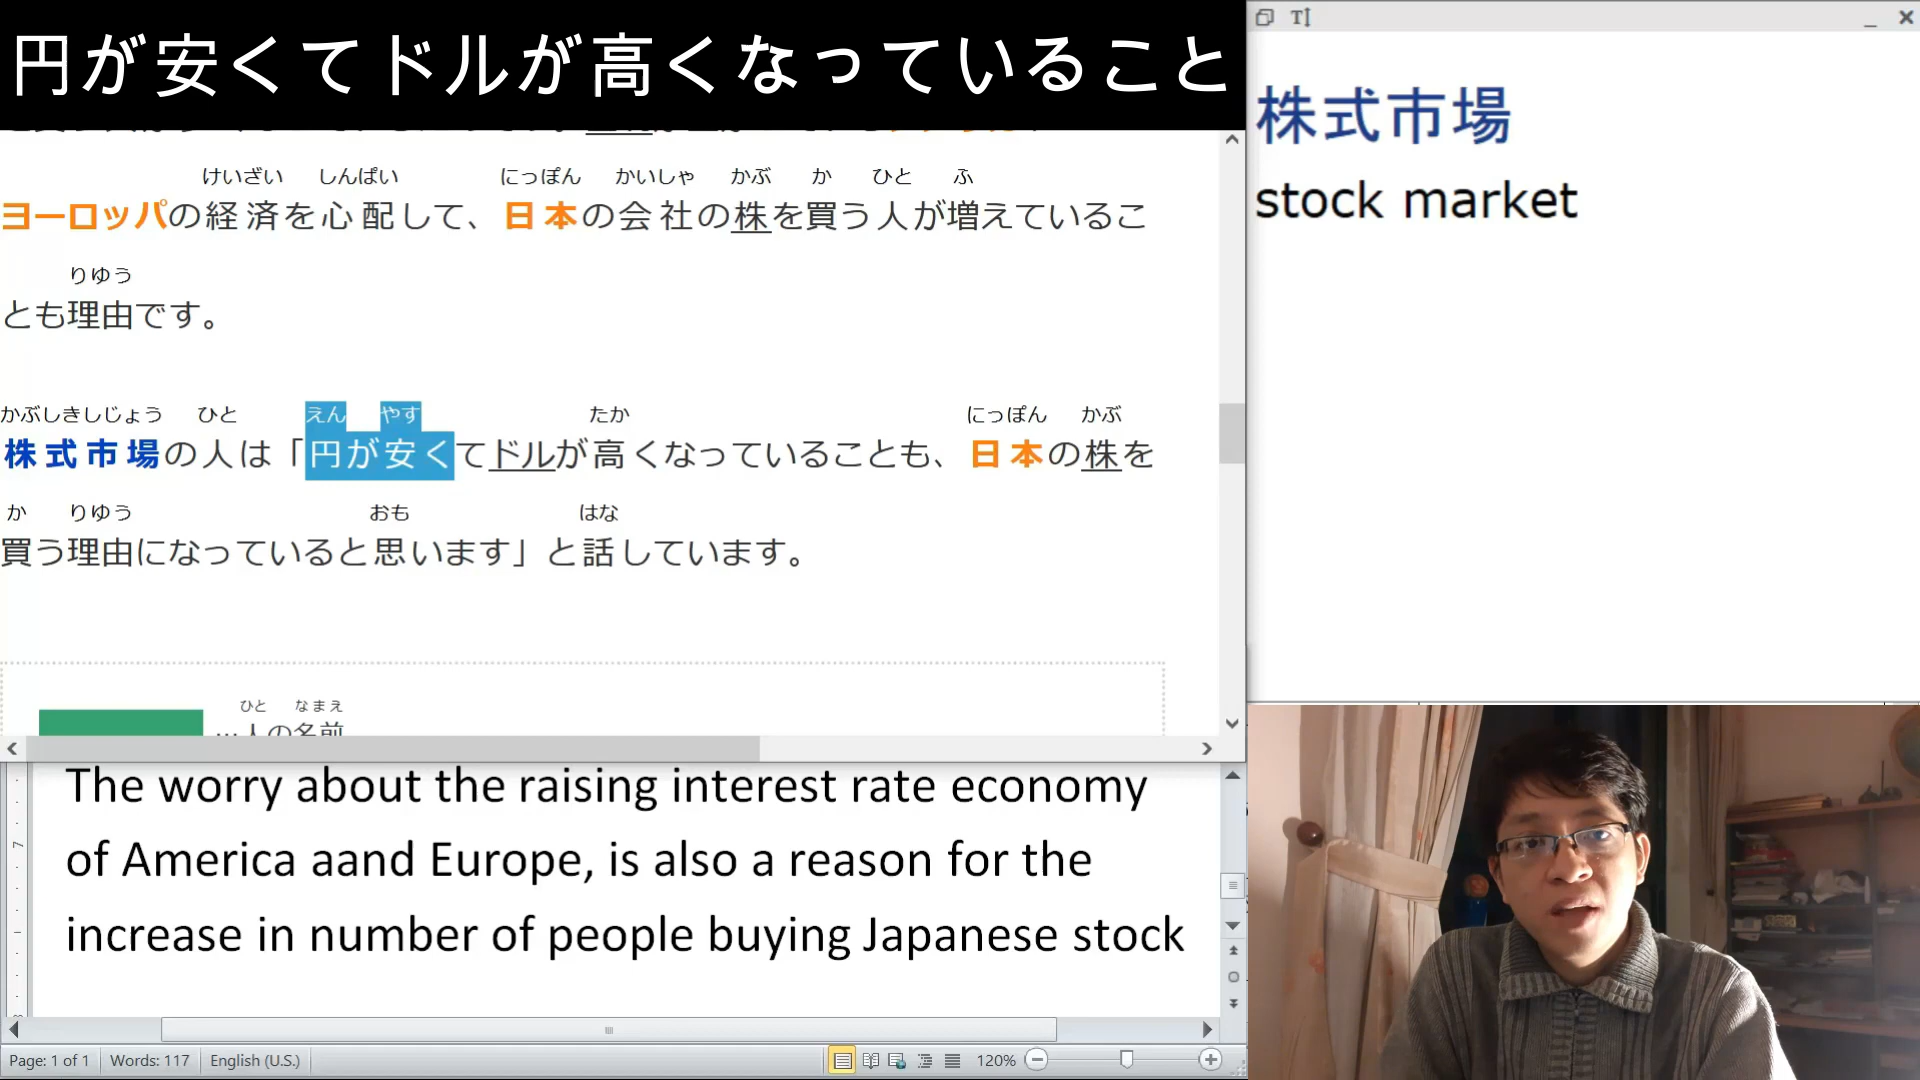 円が安くてドルが高くなっていること
けいざい しんぱい にっぽん かいしゃ かぶ か ひと ふ
ヨーロッパの経済を心配して、日本の会社の株を買う人が増えているこ
りゆう
とも理由です。
かぶしきしじょう ひと えん やす たか にっぽん かぶ
株式市場の人は「円が安くてドルが高くなっていることも、日本の株を
か りゆう おも はな
買う理由になっていると思います」と話しています。
ひと なまえ
…人の名前
株式市場
stock market
The worry about the raising interest rate economy
of America aand Europe, is also a reason for the
increase in number of people buying Japanese stock
7
Page: 1 of 1 Words: 117 English (U.S.) 120%